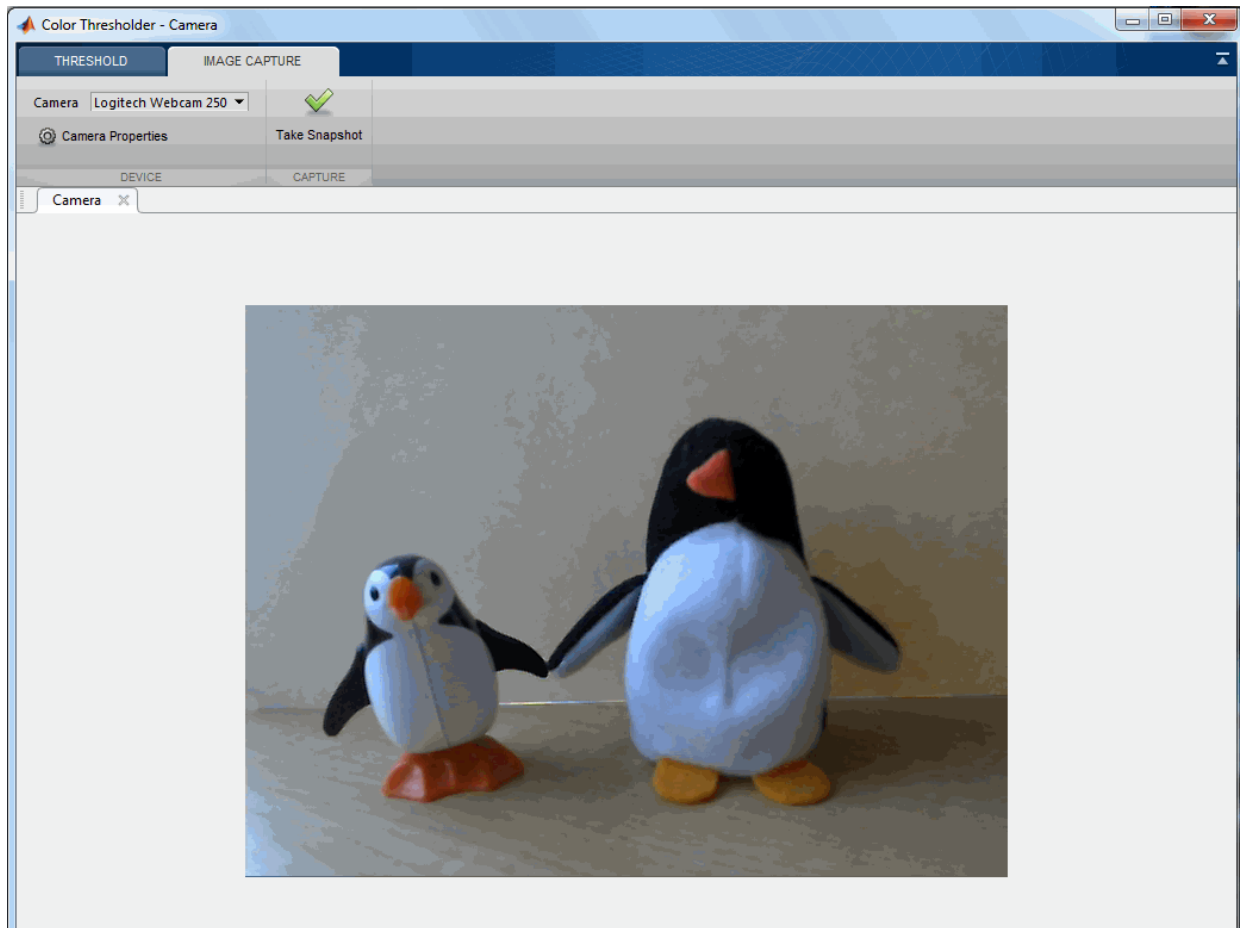 Color Thresholder - Camera
THRESHOLD
IMAGE CAPTURE
Camera
Logitech Webcam 250
Camera Properties
Take Snapshot
DEVICE
CAPTURE
Camera